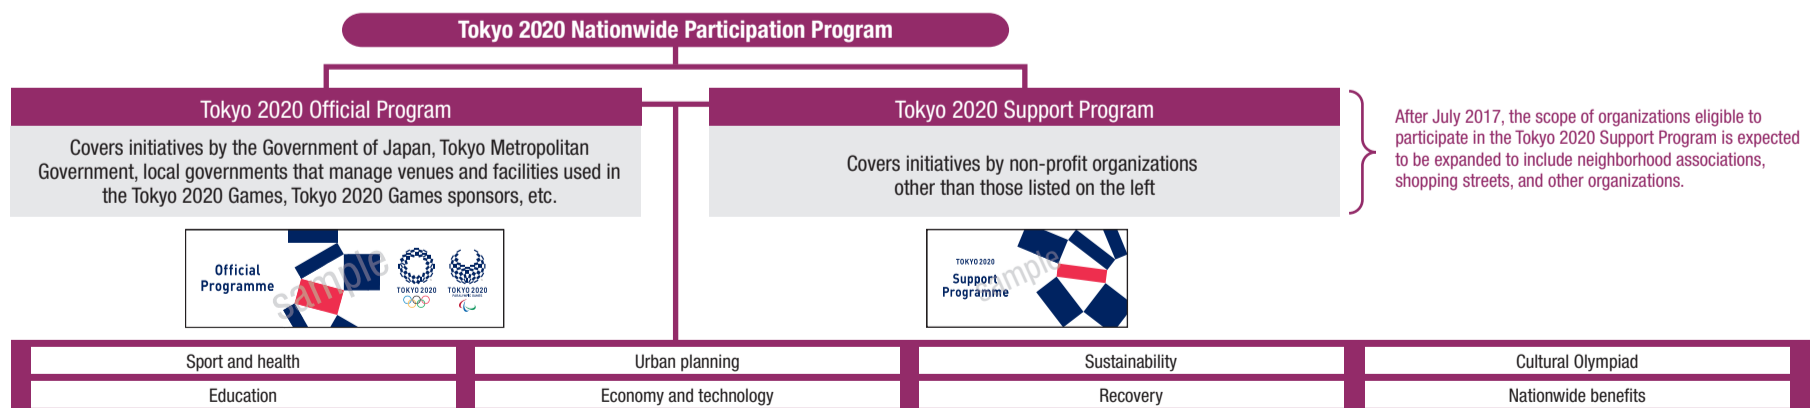 Tokyo 2020 Nationwide Participation Program
Tokyo 2020 Official Program
Covers initiatives by the Government of Japan, Tokyo Metropolitan
Government, local governments that manage venues and facilities used in
the Tokyo 2020 Games, Tokyo 2020 Games sponsors, etc.
Tokyo 2020 Support Program
Covers initiatives by non-profit organizations
other than those listed on the left
After July 2017, the scope of organizations eligible to
participate in the Tokyo 2020 Support Program is expected
to be expanded to include neighborhood associations,
shopping streets, and other organizations.
Official
Programme
sample
TOKYO 2020
TOKYO 2020
PARALYMPIC GAMES
TOKYO 2020
Support
Programme
sample
Sport and health
Urban planning
Sustainability
Cultural Olympiad
Education
Economy and technology
Recovery
Nationwide benefits